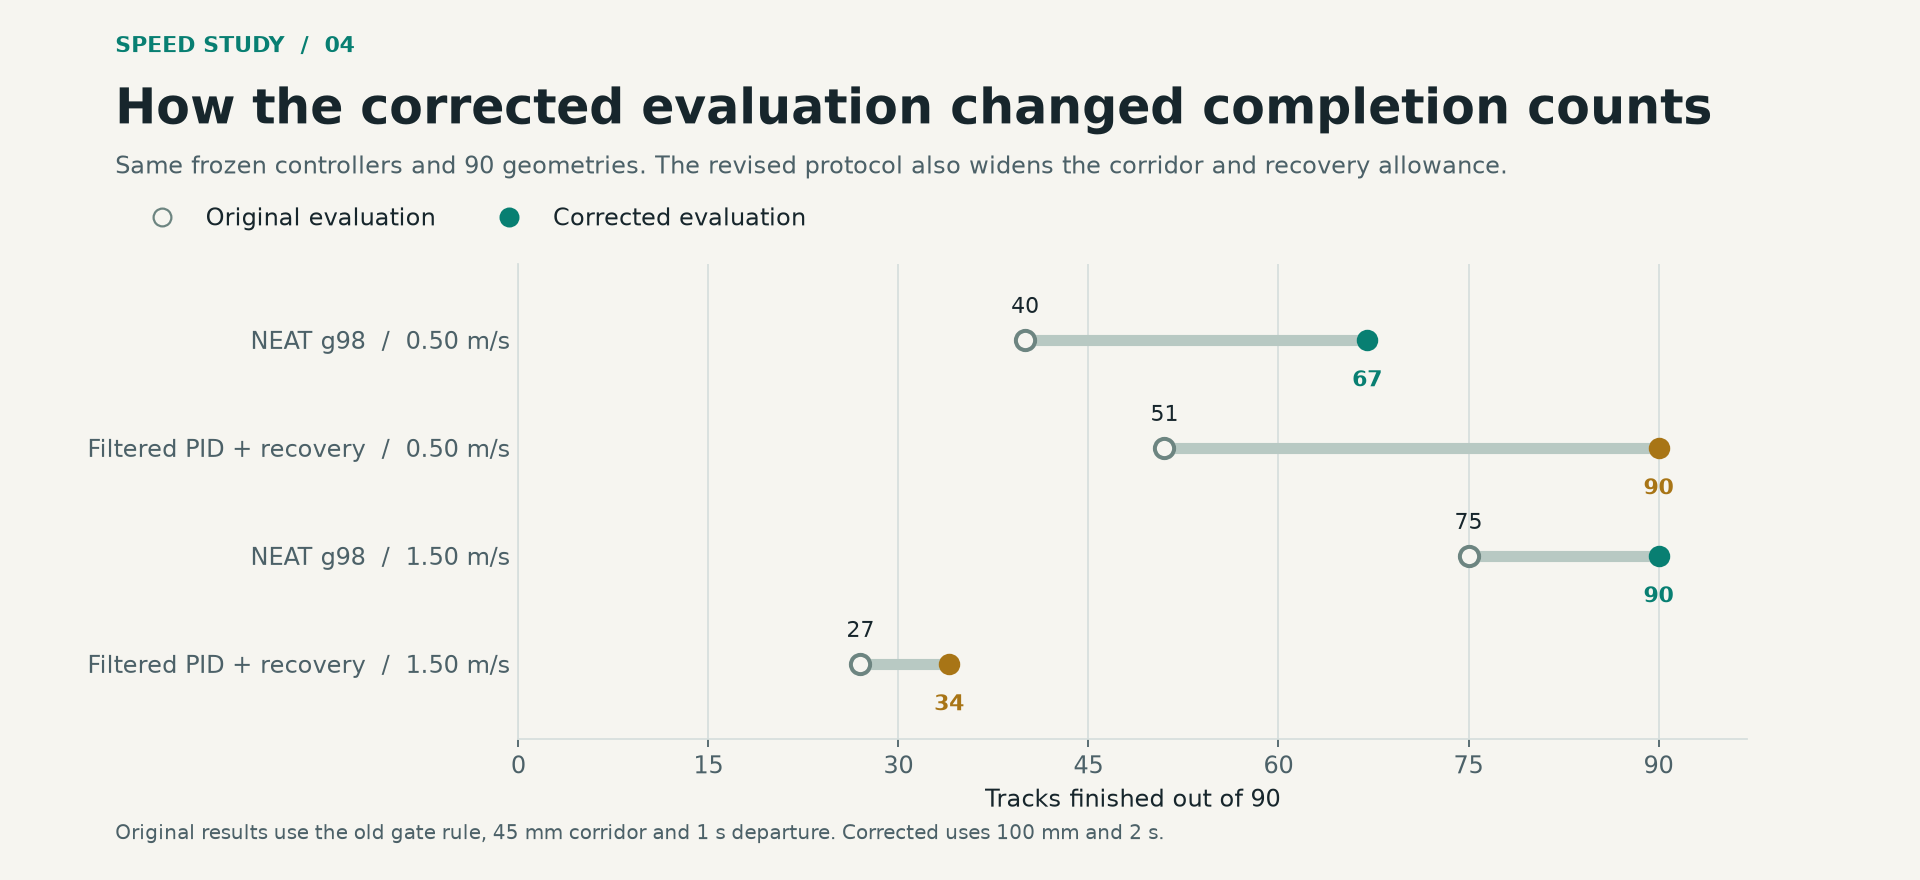 SPEED STUDY / 04
How the corrected evaluation changed completion counts
Same frozen controllers and 90 geometries. The revised protocol also widens the corridor and recovery allowance.
Original evaluation
Corrected evaluation
40
NEAT g98 / 0.50 m/s
67
51
Filtered PID + recovery / 0.50 m/s
90
75
NEAT g98 / 1.50 m/s
90
27
Filtered PID + recovery / 1.50 m/s
34
0 15 30 45 60 75 90
Tracks finished out of 90
Original results use the old gate rule, 45 mm corridor and 1 s departure. Corrected uses 100 mm and 2 s.